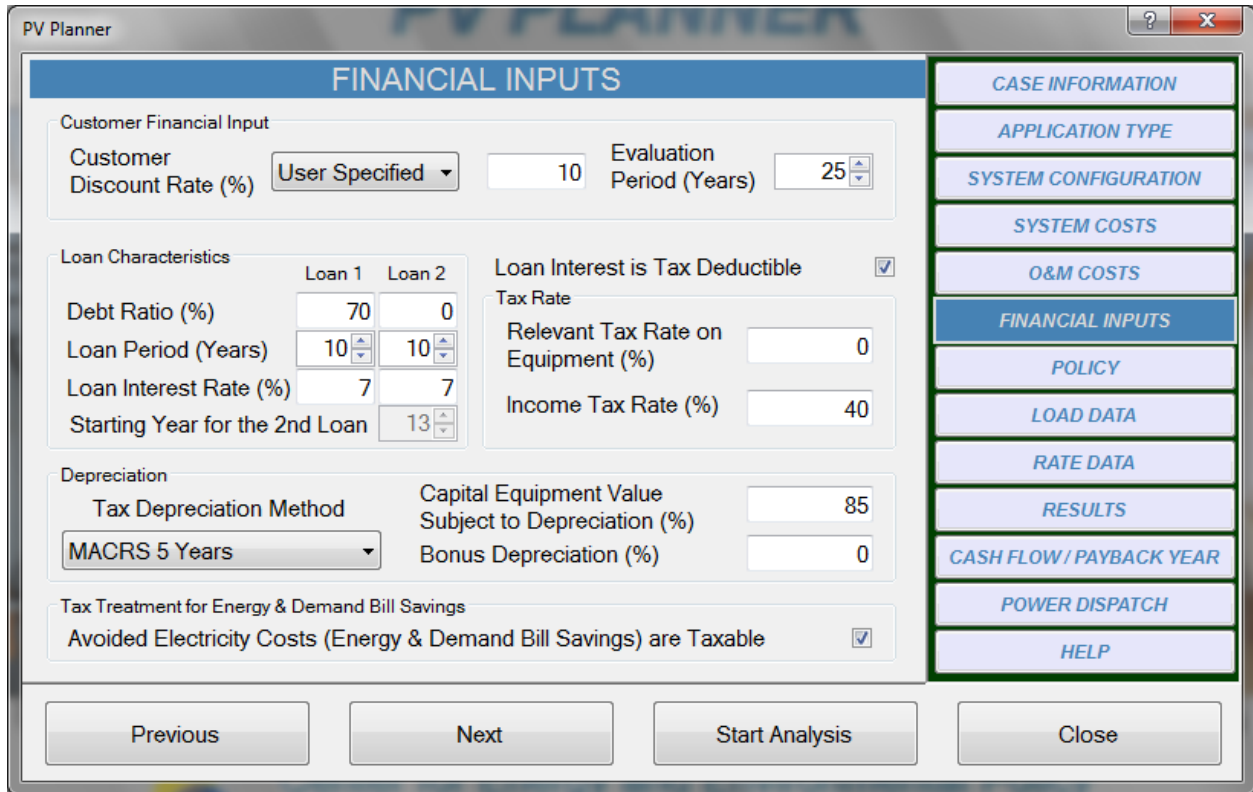 PV PLANNER
PV Planner
FINANCIAL INPUTS
Customer Financial Input
Customer
Discount Rate (%)
User Specified
10
Evaluation
Period (Years)
25
Loan Characteristics
Loan 1 Loan 2
Debt Ratio (%) 70 0
Loan Period (Years) 10 10
Loan Interest Rate (%) 7 7
Starting Year for the 2nd Loan 13
Loan Interest is Tax Deductible
Tax Rate
Relevant Tax Rate on
Equipment (%)
0
Income Tax Rate (%) 40
Depreciation
Tax Depreciation Method
MACRS 5 Years
Capital Equipment Value
Subject to Depreciation (%)
85
Bonus Depreciation (%) 0
Tax Treatment for Energy & Demand Bill Savings
Avoided Electricity Costs (Energy & Demand Bill Savings) are Taxable
CASE INFORMATION
APPLICATION TYPE
SYSTEM CONFIGURATION
SYSTEM COSTS
O&M COSTS
FINANCIAL INPUTS
POLICY
LOAD DATA
RATE DATA
RESULTS
CASH FLOW / PAYBACK YEAR
POWER DISPATCH
HELP
Previous Next Start Analysis Close